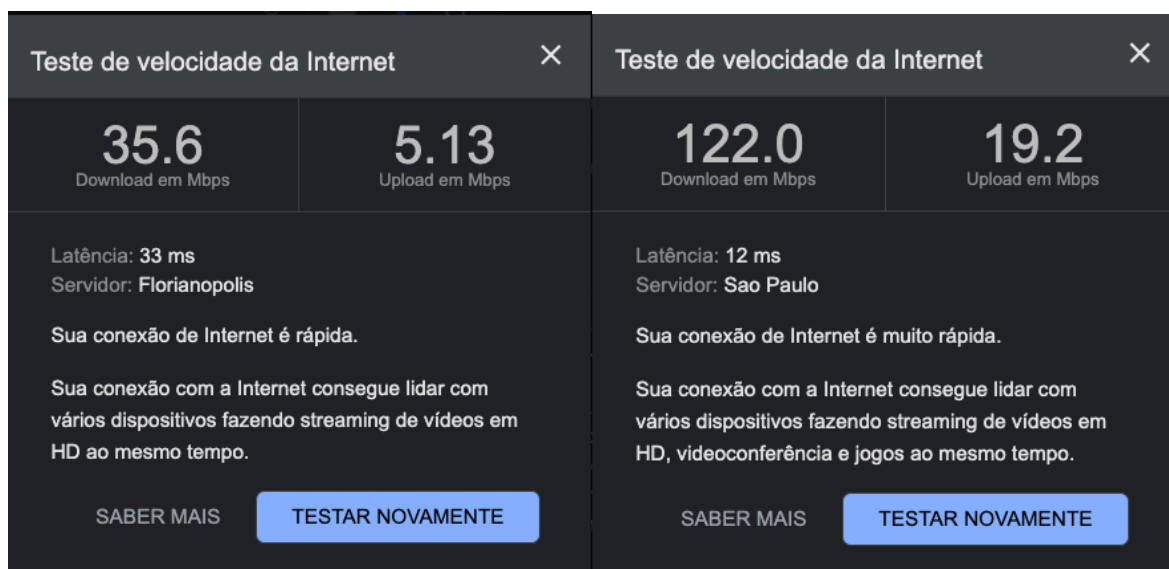 Teste de velocidade da Internet
35.6
Download em Mbps
5.13
Upload em Mbps
Latência: 33 ms
Servidor: Florianopolis
Sua conexão de Internet é rápida.
Sua conexão com a Internet consegue lidar com
vários dispositivos fazendo streaming de vídeos em
HD ao mesmo tempo.
SABER MAIS
TESTAR NOVAMENTE
Teste de velocidade da Internet
122.0
Download em Mbps
19.2
Upload em Mbps
Latência: 12 ms
Servidor: Sao Paulo
Sua conexão de Internet é muito rápida.
Sua conexão com a Internet consegue lidar com
vários dispositivos fazendo streaming de vídeos em
HD, videoconferência e jogos ao mesmo tempo.
SABER MAIS
TESTAR NOVAMENTE